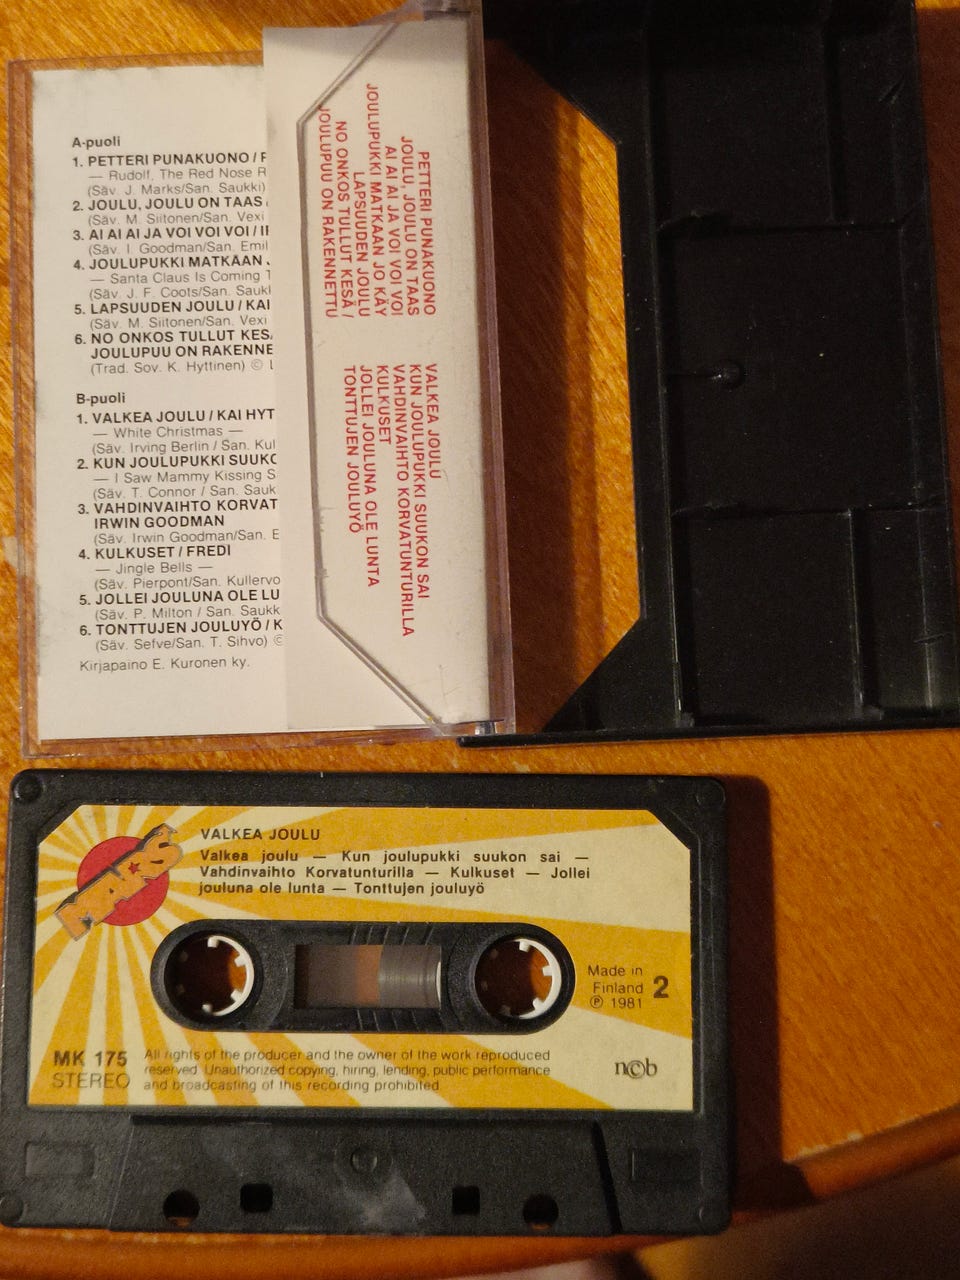 A-puoli
1. PETTERI PUNAKUONO /
— Rudolf, The Red Nose R
(Säv. J. Marks/San. Saukki)
2. JOULU, JOULU ON TAAS
(Säv. M. Siitonen/San. Vexi
3. AI AI AI JA VOI VOI VOI /
(Säv. I. Goodman/San. Emil
4. JOULUPUKKI MATKAAN
— Santa Claus Is Coming T
(Säv. J. F. Coots/San. Saukl
5. LAPSUUDEN JOULU / KAI
(Säv. M. Siitonen/San. Vexi
6. NO ONKOS TULLUT KES
JOULUPUU ON RAKENNE
(Trad. Sov. K. Hyttinen) ©
B-puoli
1. VALKEA JOULU / KAI HYT
— White Christmas —
(Säv. Irving Berlin / San. Kul
2. KUN JOULUPUKKI SUUKO
— I Saw Mammy Kissing S
(Säv. T. Connor / San. Sauk
3. VAHDINVAIHTO KORVAT
IRWIN GOODMAN
(Säv. Irwin Goodman/San. E
4. KULKUSET / FREDI
— Jingle Bells —
(Säv. Pierpont/San. Kullervo
5. JOLLEI JOULUNA OLE LU
(Säv. P. Milton / San. Saukk
6. TONTTUJEN JOULUYÖ / K
(Säv. Sefve/San. T. Sihvo) ©
Kirjapaino E. Kuronen ky.
PETTERI PUNAKUONO
JOULU, JOULU ON TAAS
AI AI AI JA VOI VOI VOI
JOULUPUKKI MATKAAN JO KÄY
LAPSUUDEN JOULU
NO ONKOS TULLUT KESÄ /
JOULUPUU ON RAKENNETTU
VALKEA JOULU
KUN JOULUPUKKI SUUKON SAI
VAHDINVAIHTO KORVATUNTURILLA
KULKUSET
JOLLEI JOULUNA OLE LUNTA
TONTTUJEN JOULUYÖ
MARS
VALKEA JOULU
Valkea joulu — Kun joulupukki suukon sai —
Vahdinvaihto Korvatunturilla — Kulkuset — Jollei
jouluna ole lunta — Tonttujen jouluyö
Made in
Finland 2
℗ 1981
MK 175
STEREO
All rights of the producer and the owner of the work reproduced
reserved. Unauthorized copying, hiring, lending, public performance
and broadcasting of this recording prohibited.
ncb